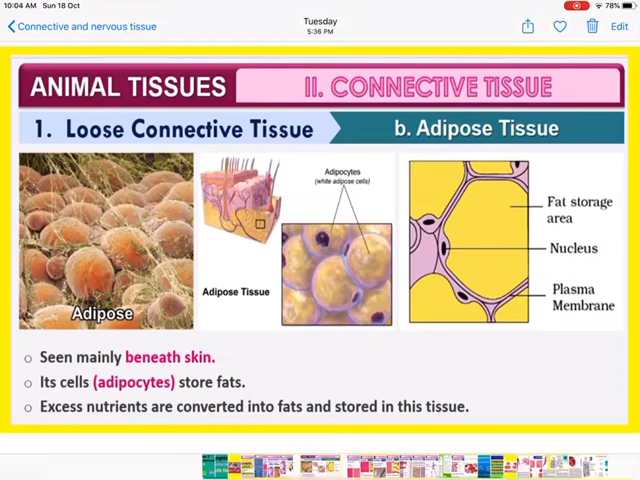 10:04 AM Sun 18 Oct
78%
Connective and nervous tissue
Tuesday
5:36 PM
Edit
ANIMAL TISSUES
II. CONNECTIVE TISSUE
1. Loose Connective Tissue
b. Adipose Tissue
Adipose
Adipocytes
(white adipose cells)
Adipose Tissue
Fat storage
area
Nucleus
Plasma
Membrane
○ Seen mainly beneath skin.
○ Its cells (adipocytes) store fats.
○ Excess nutrients are converted into fats and stored in this tissue.